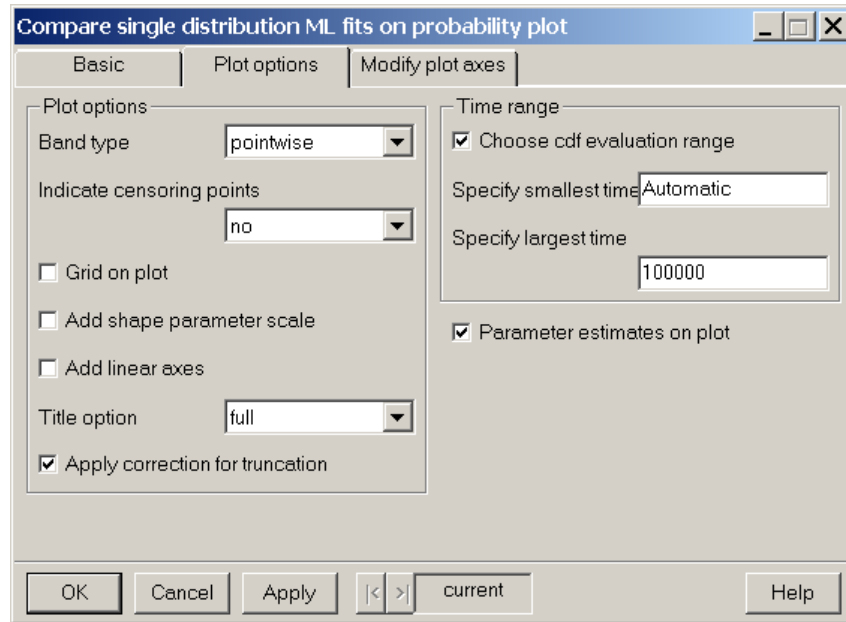 Compare single distribution ML fits on probability plot
Basic
Plot options
Modify plot axes
Plot options
Band type
pointwise
Indicate censoring points
no
Grid on plot
Add shape parameter scale
Add linear axes
Title option
full
Apply correction for truncation
Time range
Choose cdf evaluation range
Specify smallest time
Automatic
Specify largest time
100000
Parameter estimates on plot
OK
Cancel
Apply
|<
>|
current
Help